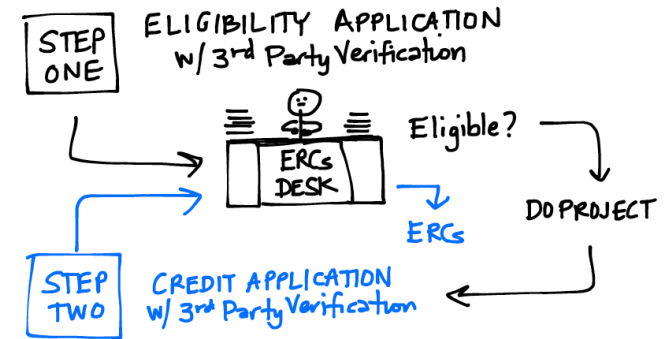 STEP
ONE
ELIGIBILITY APPLICATION
w/ 3rd Party Verification
ERCs
DESK
Eligible?
DO PROJECT
ERCs
STEP
TWO
CREDIT APPLICATION
w/ 3rd Party Verification